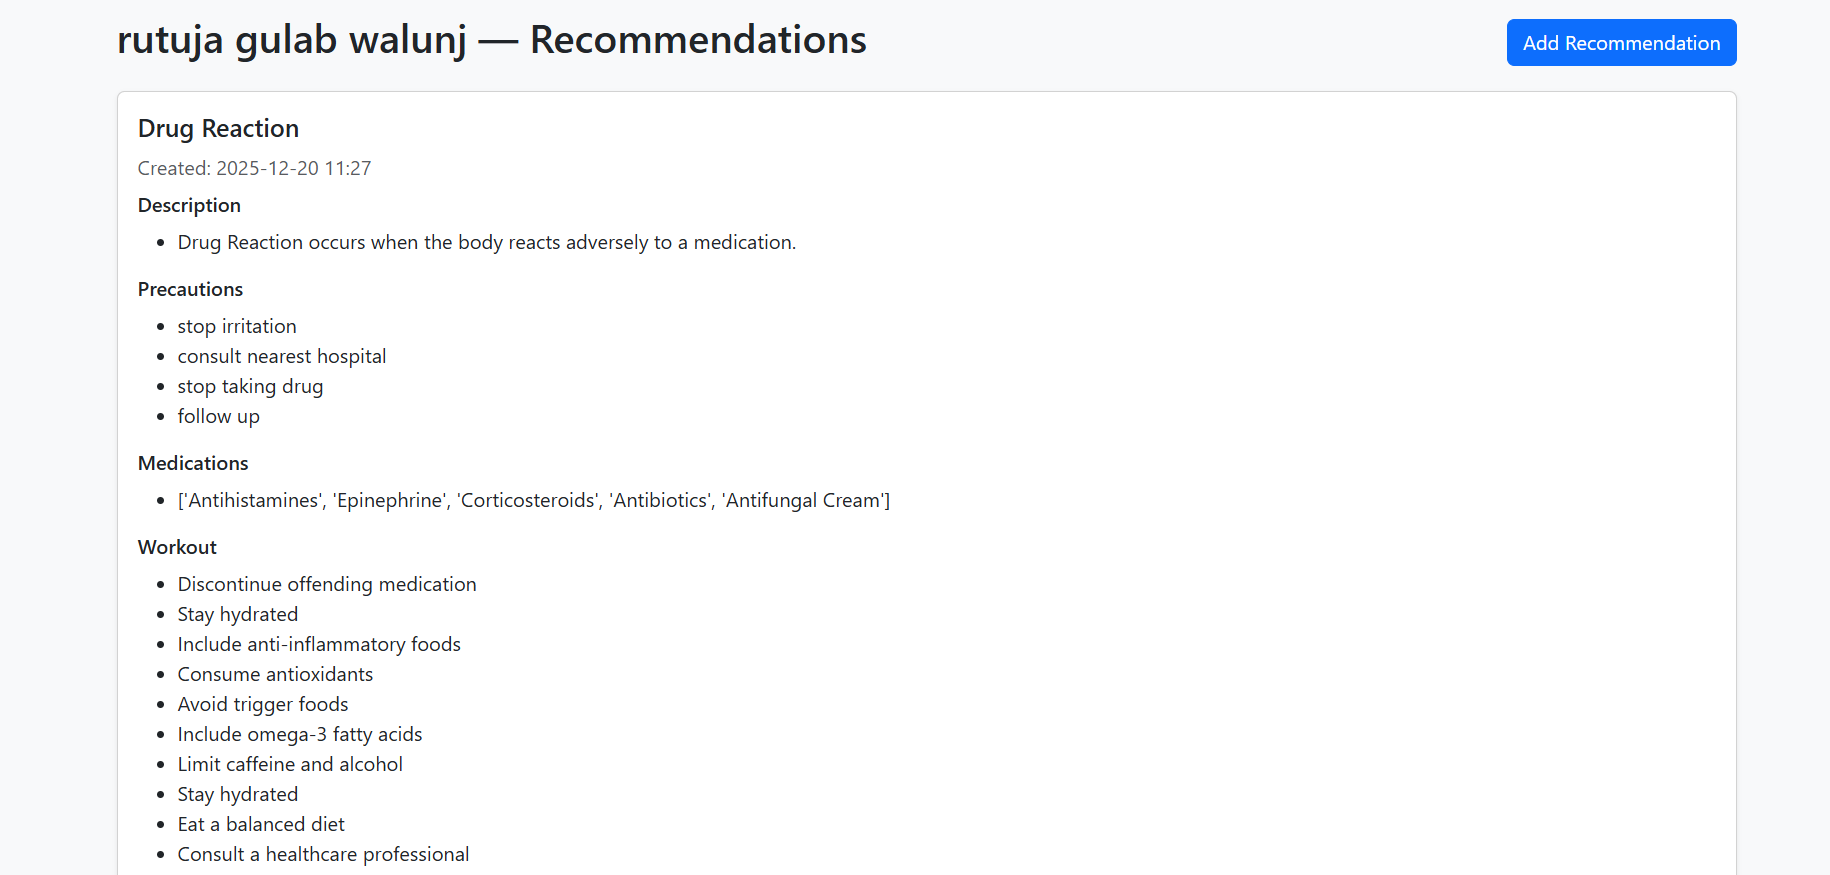 rutuja gulab walunj — Recommendations
Add Recommendation
Drug Reaction
Created: 2025-12-20 11:27
Description
• Drug Reaction occurs when the body reacts adversely to a medication.
Precautions
• stop irritation
• consult nearest hospital
• stop taking drug
• follow up
Medications
• ['Antihistamines', 'Epinephrine', 'Corticosteroids', 'Antibiotics', 'Antifungal Cream']
Workout
• Discontinue offending medication
• Stay hydrated
• Include anti-inflammatory foods
• Consume antioxidants
• Avoid trigger foods
• Include omega-3 fatty acids
• Limit caffeine and alcohol
• Stay hydrated
• Eat a balanced diet
• Consult a healthcare professional